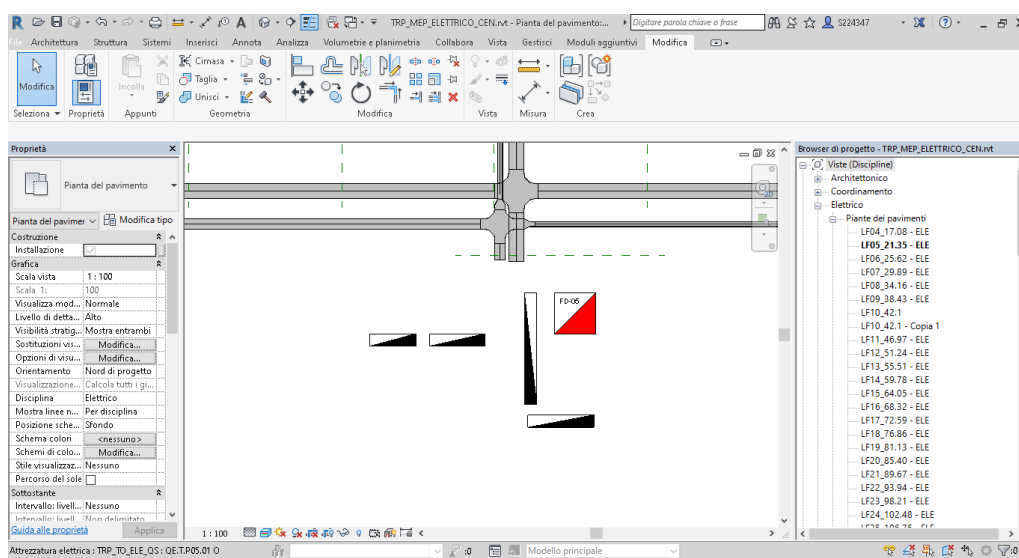 TRP_MEP_ELETTRICO_CEN.rvt - Pianta del pavimento:...
Digitare parola chiave o frase
S224347
File Architettura Struttura Sistemi Inserisci Annota Analizza Volumetrie e planimetria Collabora Vista Gestisci Moduli aggiuntivi Modifica
Modifica
Incolla
Cimasa
Taglia
Unisci
Seleziona Proprietà Appunti Geometria Modifica Vista Misura Crea
Proprietà
Pianta del pavimento
Pianta del pavimer Modifica tipo
Costruzione
Installazione
Grafica
Scala vista 1 : 100
Scala 1: 100
Visualizza mod... Normale
Livello di detta... Alto
Visibilità stratig... Mostra entrambi
Sostituzioni vis... Modifica...
Opzioni di visu... Modifica...
Orientamento Nord di progetto
Visualizzazione... Calcola tutti i gi...
Disciplina Elettrico
Mostra linee n... Per disciplina
Posizione sche... Sfondo
Schema colori <nessuno>
Schemi di colo... Modifica...
Stile visualizzaz... Nessuno
Percorso del sole
Sottostante
Intervallo: livell... Nessuno
Intervallo: livell... Non delimitato
Guida alle proprietà Applica
FD-05
1 : 100
Browser di progetto - TRP_MEP_ELETTRICO_CEN.rvt
Viste (Discipline)
Architettonico
Coordinamento
Elettrico
Piante dei pavimenti
LF04_17.08 - ELE
LF05_21.35 - ELE
LF06_25.62 - ELE
LF07_29.89 - ELE
LF08_34.16 - ELE
LF09_38.43 - ELE
LF10_42.1
LF10_42.1 - Copia 1
LF11_46.97 - ELE
LF12_51.24 - ELE
LF13_55.51 - ELE
LF14_59.78 - ELE
LF15_64.05 - ELE
LF16_68.32 - ELE
LF17_72.59 - ELE
LF18_76.86 - ELE
LF19_81.13 - ELE
LF20_85.40 - ELE
LF21_89.67 - ELE
LF22_93.94 - ELE
LF23_98.21 - ELE
LF24_102.48 - ELE
LF25_106.75 - ELE
Attrezzatura elettrica : TRP_TO_ELE_QS : QE.TP05.01 O
:0
Modello principale
:0